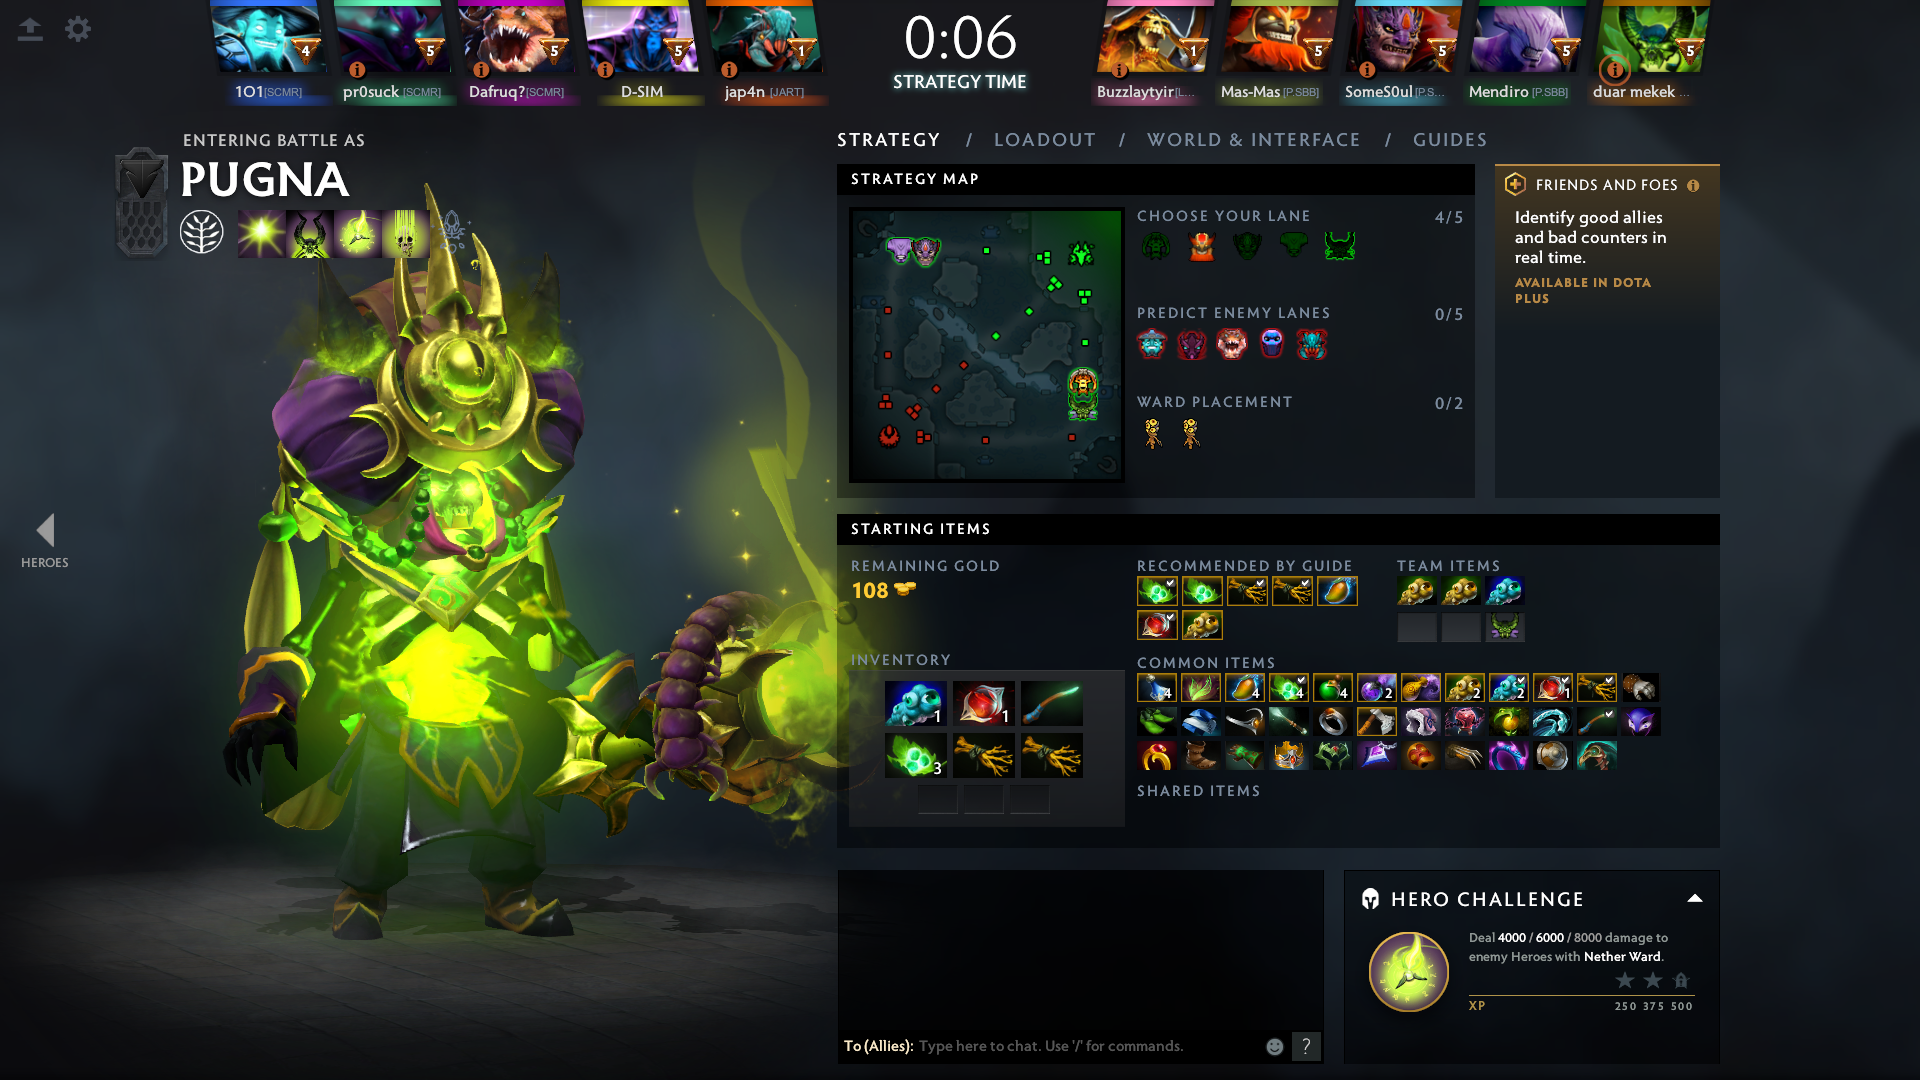 4
5
5
5
1
0:06
STRATEGY TIME
1
5
5
5
5
1O1[SCMR]
pr0suck [SCMR]
Dafruq?[SCMR]
D-SIM
jap4n [JART]
Buzzlaytyir[L...
Mas-Mas [P.SBB]
SomeS0ul[P.S...
Mendiro [P.SBB]
duar mekek ...
ENTERING BATTLE AS
PUGNA
HEROES
STRATEGY / LOADOUT / WORLD & INTERFACE / GUIDES
STRATEGY MAP
CHOOSE YOUR LANE 4/5
PREDICT ENEMY LANES 0/5
WARD PLACEMENT 0/2
FRIENDS AND FOES
Identify good allies
and bad counters in
real time.
AVAILABLE IN DOTA
PLUS
STARTING ITEMS
REMAINING GOLD
108
RECOMMENDED BY GUIDE
TEAM ITEMS
INVENTORY
1
1
3
COMMON ITEMS
4 4 4 4 2 2 2 1
SHARED ITEMS
To (Allies): Type here to chat. Use '/' for commands.
?
HERO CHALLENGE
Deal 4000 / 6000 / 8000 damage to
enemy Heroes with Nether Ward.
XP 250 375 500